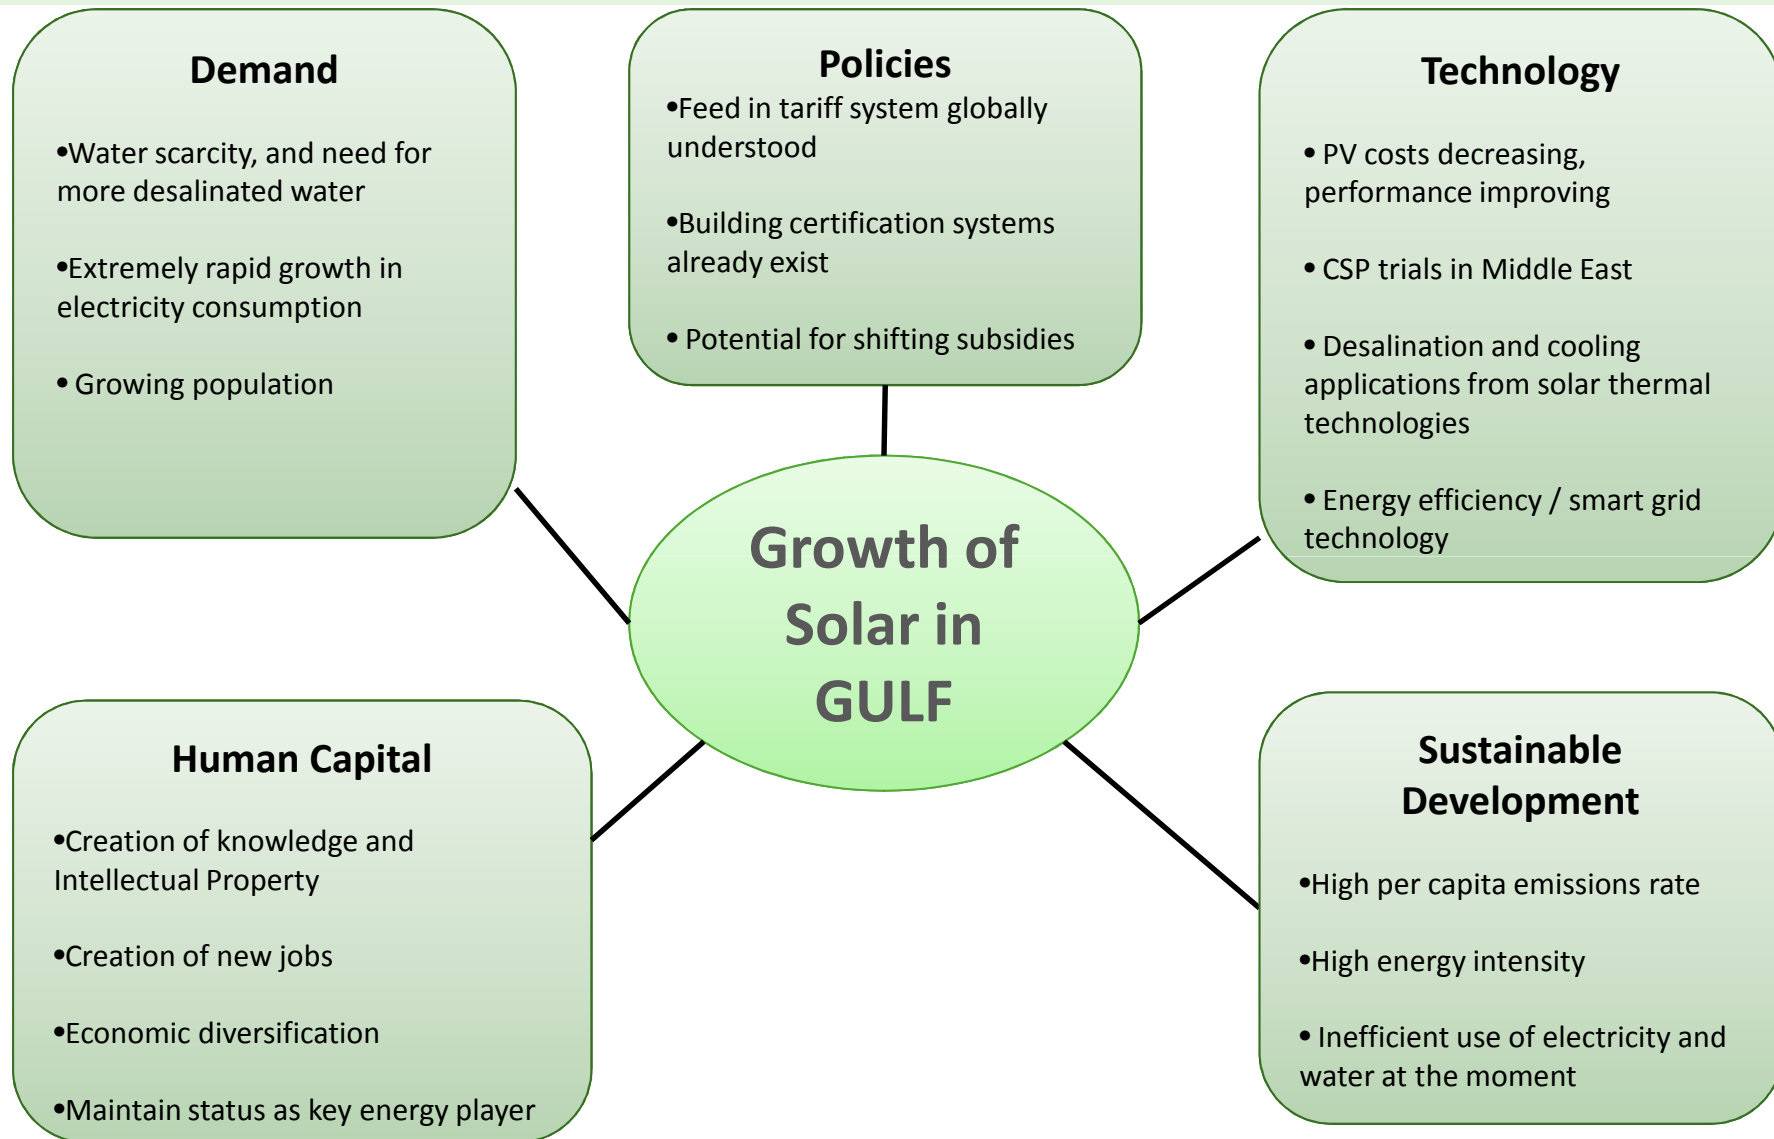 Demand
•Water scarcity, and need for
more desalinated water
•Extremely rapid growth in
electricity consumption
• Growing population
Policies
•Feed in tariff system globally
understood
•Building certification systems
already exist
• Potential for shifting subsidies
Technology
• PV costs decreasing,
performance improving
• CSP trials in Middle East
• Desalination and cooling
applications from solar thermal
technologies
• Energy efficiency / smart grid
technology
Growth of
Solar in
GULF
Human Capital
•Creation of knowledge and
Intellectual Property
•Creation of new jobs
•Economic diversification
•Maintain status as key energy player
Sustainable
Development
•High per capita emissions rate
•High energy intensity
• Inefficient use of electricity and
water at the moment